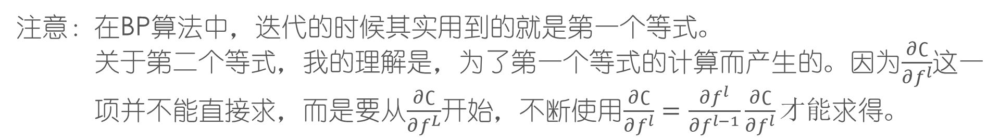 注意：在BP算法中，迭代的时候其实用到的就是第一个等式。
关于第二个等式，我的理解是，为了第一个等式的计算而产生的。因为$\frac{\partial C}{\partial f^{l}}$这一
项并不能直接求，而是要从$\frac{\partial C}{\partial f^{L}}$开始，不断使用$\frac{\partial C}{\partial f^{l}} = \frac{\partial f^{l}}{\partial f^{l-1}} \frac{\partial C}{\partial f^{l}}$才能求得。